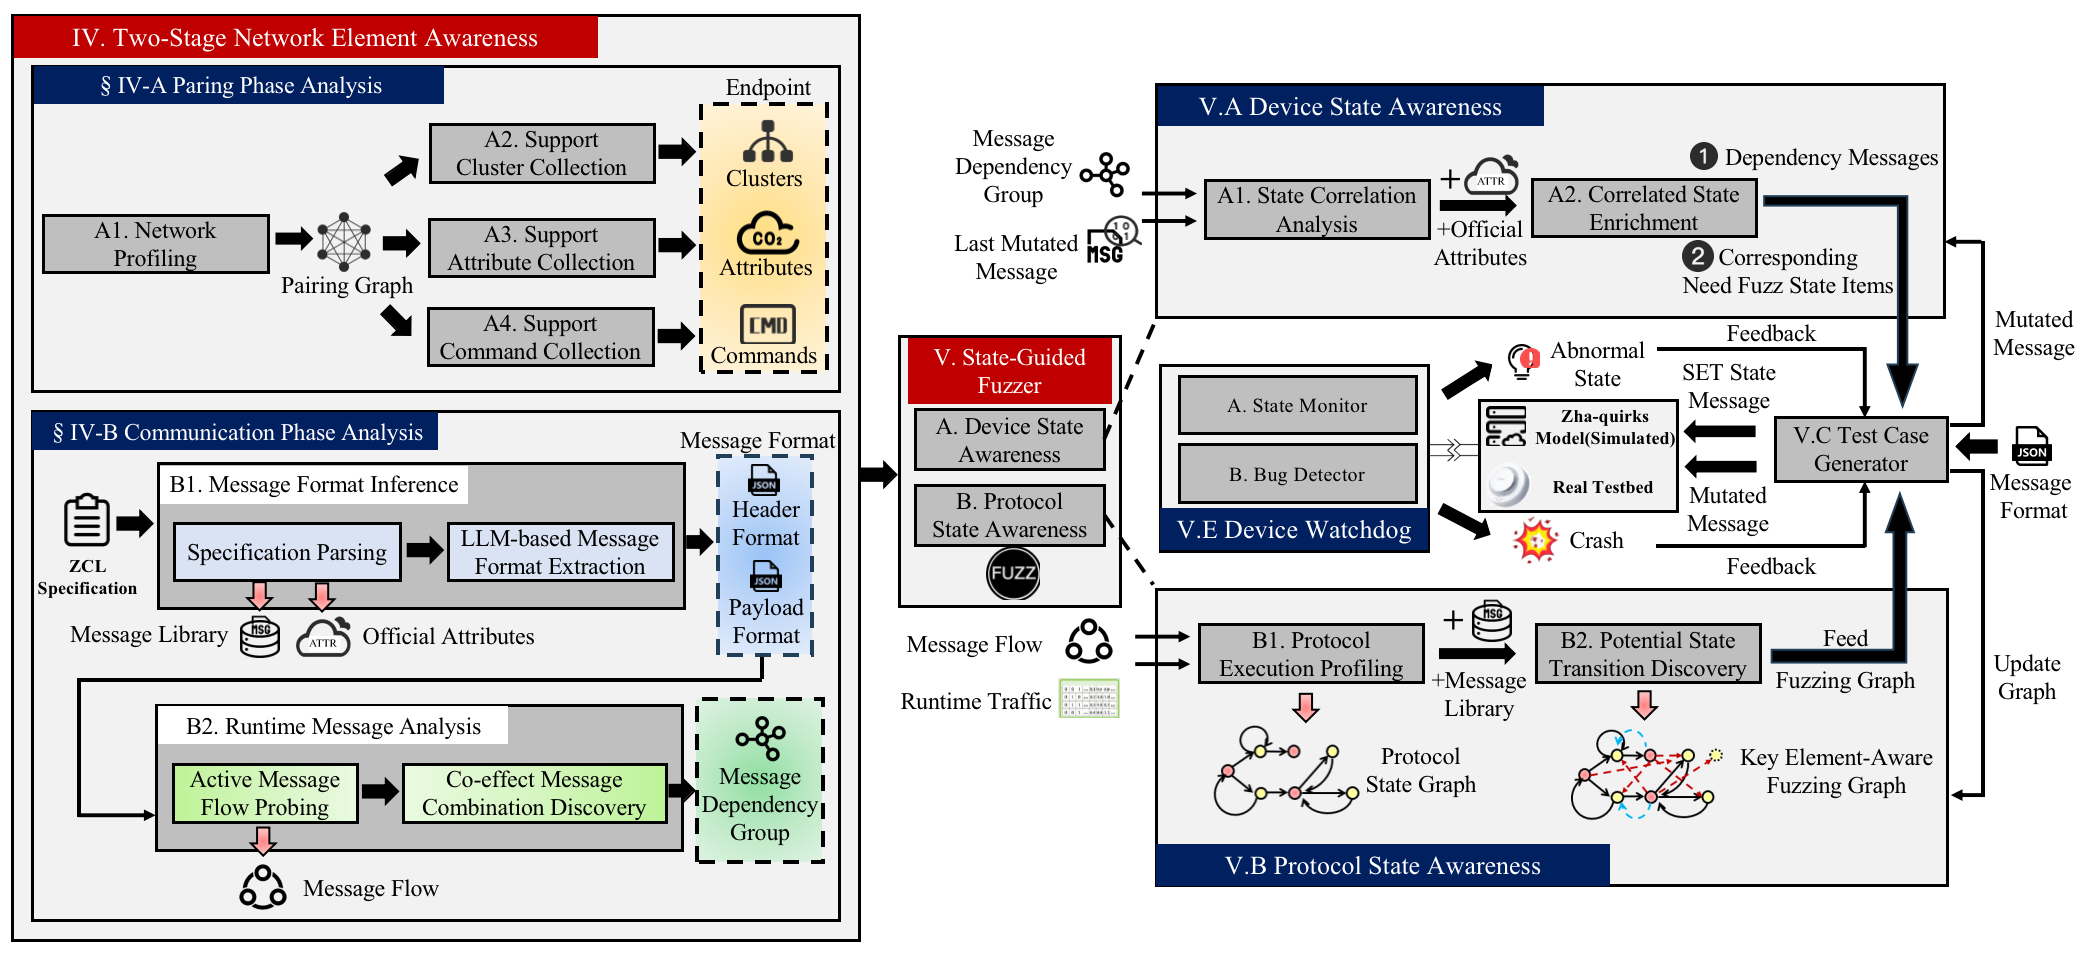 IV. Two-Stage Network Element Awareness
§ IV-A Paring Phase Analysis
A1. Network
Profiling
Pairing Graph
A2. Support
Cluster Collection
A3. Support
Attribute Collection
A4. Support
Command Collection
Endpoint
Clusters
CO₂
Attributes
CMD
Commands
§ IV-B Communication Phase Analysis
ZCL
Specification
B1. Message Format Inference
Specification Parsing
LLM-based Message
Format Extraction
Message Library
MSG
ATTR
Official Attributes
Message Format
JSON
Header
Format
JSON
Payload
Format
B2. Runtime Message Analysis
Active Message
Flow Probing
Co-effect Message
Combination Discovery
Message
Dependency
Group
Message Flow
V. State-Guided
Fuzzer
A. Device State
Awareness
B. Protocol
State Awareness
FUZZ
V.A Device State Awareness
Message
Dependency
Group
Last Mutated
Message
MSG
A1. State Correlation
Analysis
+
ATTR
+Official
Attributes
A2. Correlated State
Enrichment
1 Dependency Messages
2 Corresponding
Need Fuzz State Items
A. State Monitor
B. Bug Detector
V.E Device Watchdog
Abnormal
State
Feedback
Zha-quirks
Model(Simulated)
Real Testbed
SET State
Message
Mutated
Message
Crash
Feedback
V.C Test Case
Generator
Mutated
Message
JSON
Message
Format
Update
Graph
Message Flow
Runtime Traffic
B1. Protocol
Execution Profiling
+
MSG
+Message
Library
B2. Potential State
Transition Discovery
Feed
Fuzzing Graph
Protocol
State Graph
Key Element-Aware
Fuzzing Graph
V.B Protocol State Awareness